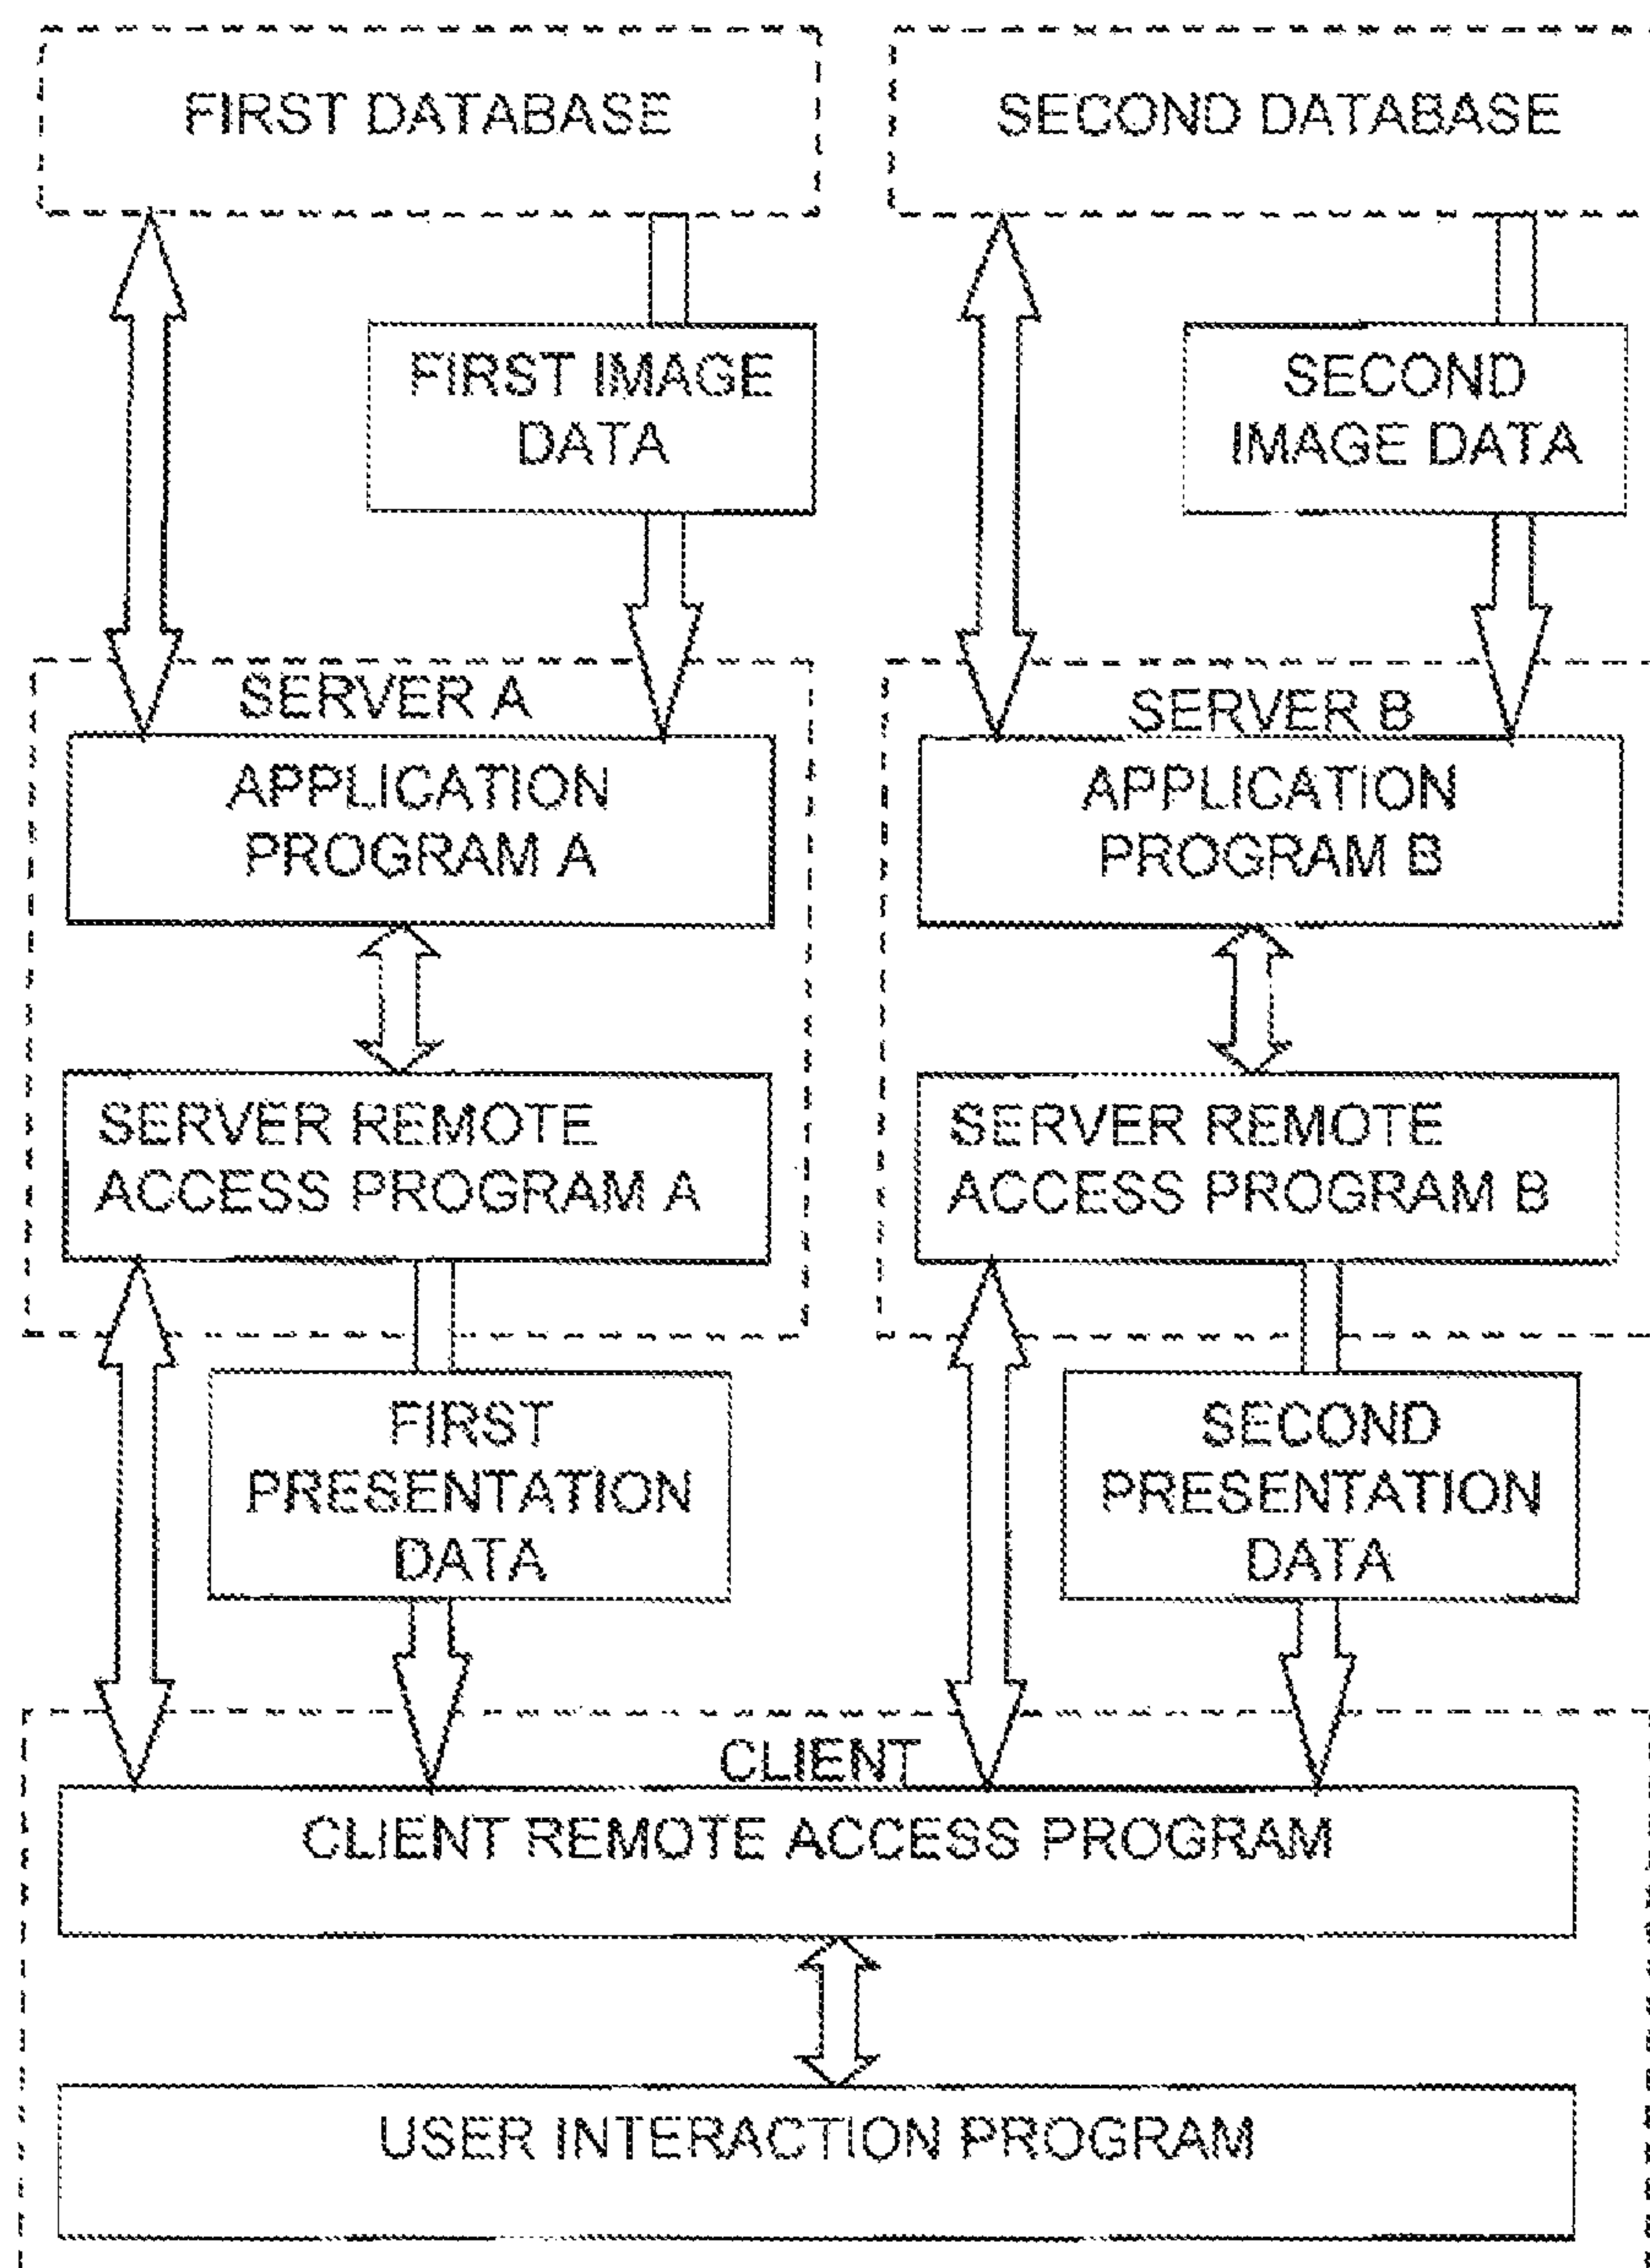 FIRST DATABASE
SECOND DATABASE
FIRST IMAGE
DATA
SECOND
IMAGE DATA
SERVER A
SERVER B
APPLICATION
PROGRAM A
APPLICATION
PROGRAM B
SERVER REMOTE
ACCESS PROGRAM A
SERVER REMOTE
ACCESS PROGRAM B
FIRST
PRESENTATION
DATA
SECOND
PRESENTATION
DATA
CLIENT
CLIENT REMOTE ACCESS PROGRAM
USER INTERACTION PROGRAM